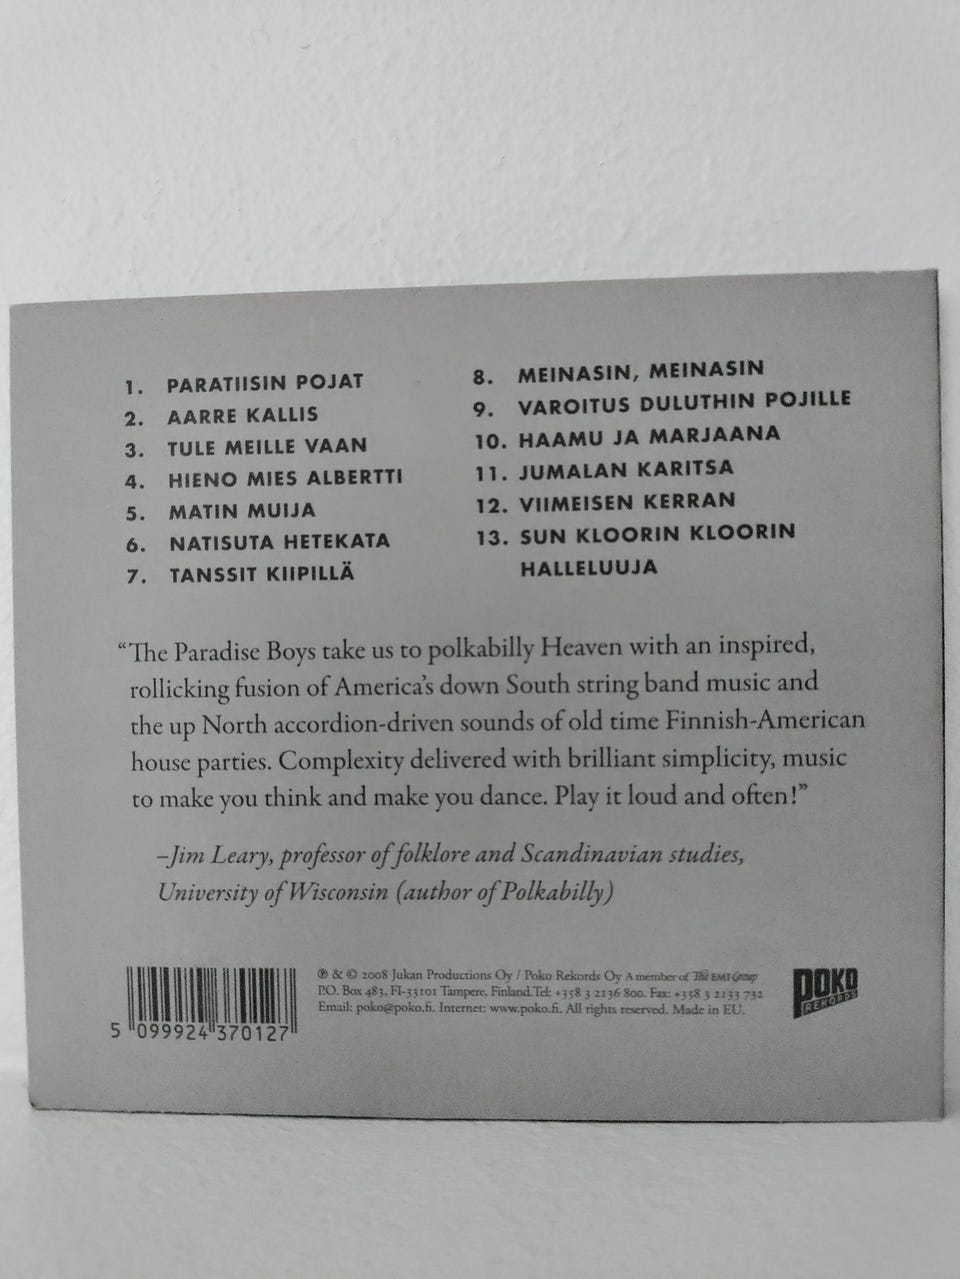 1. PARATIISIN POJAT
2. AARRE KALLIS
3. TULE MEILLE VAAN
4. HIENO MIES ALBERTTI
5. MATIN MUIJA
6. NATISUTA HETEKATA
7. TANSSIT KIIPILLÄ
8. MEINASIN, MEINASIN
9. VAROITUS DULUTHIN POJILLE
10. HAAMU JA MARJAANA
11. JUMALAN KARITSA
12. VIIMEISEN KERRAN
13. SUN KLOORIN KLOORIN
HALLELUUJA
“The Paradise Boys take us to polkabilly Heaven with an inspired,
rollicking fusion of America’s down South string band music and
the up North accordion-driven sounds of old time Finnish-American
house parties. Complexity delivered with brilliant simplicity, music
to make you think and make you dance. Play it loud and often!”
–Jim Leary, professor of folklore and Scandinavian studies,
University of Wisconsin (author of Polkabilly)
℗ & © 2008 Jukan Productions Oy / Poko Rekords Oy A member of The EMI Group
P.O. Box 483, FI-33101 Tampere, Finland.Tel: +358 3 2136 800. Fax: +358 3 2133 732
Email: poko@poko.fi. Internet: www.poko.fi. All rights reserved. Made in EU.
5 099924 370127
POKO
REKORDS